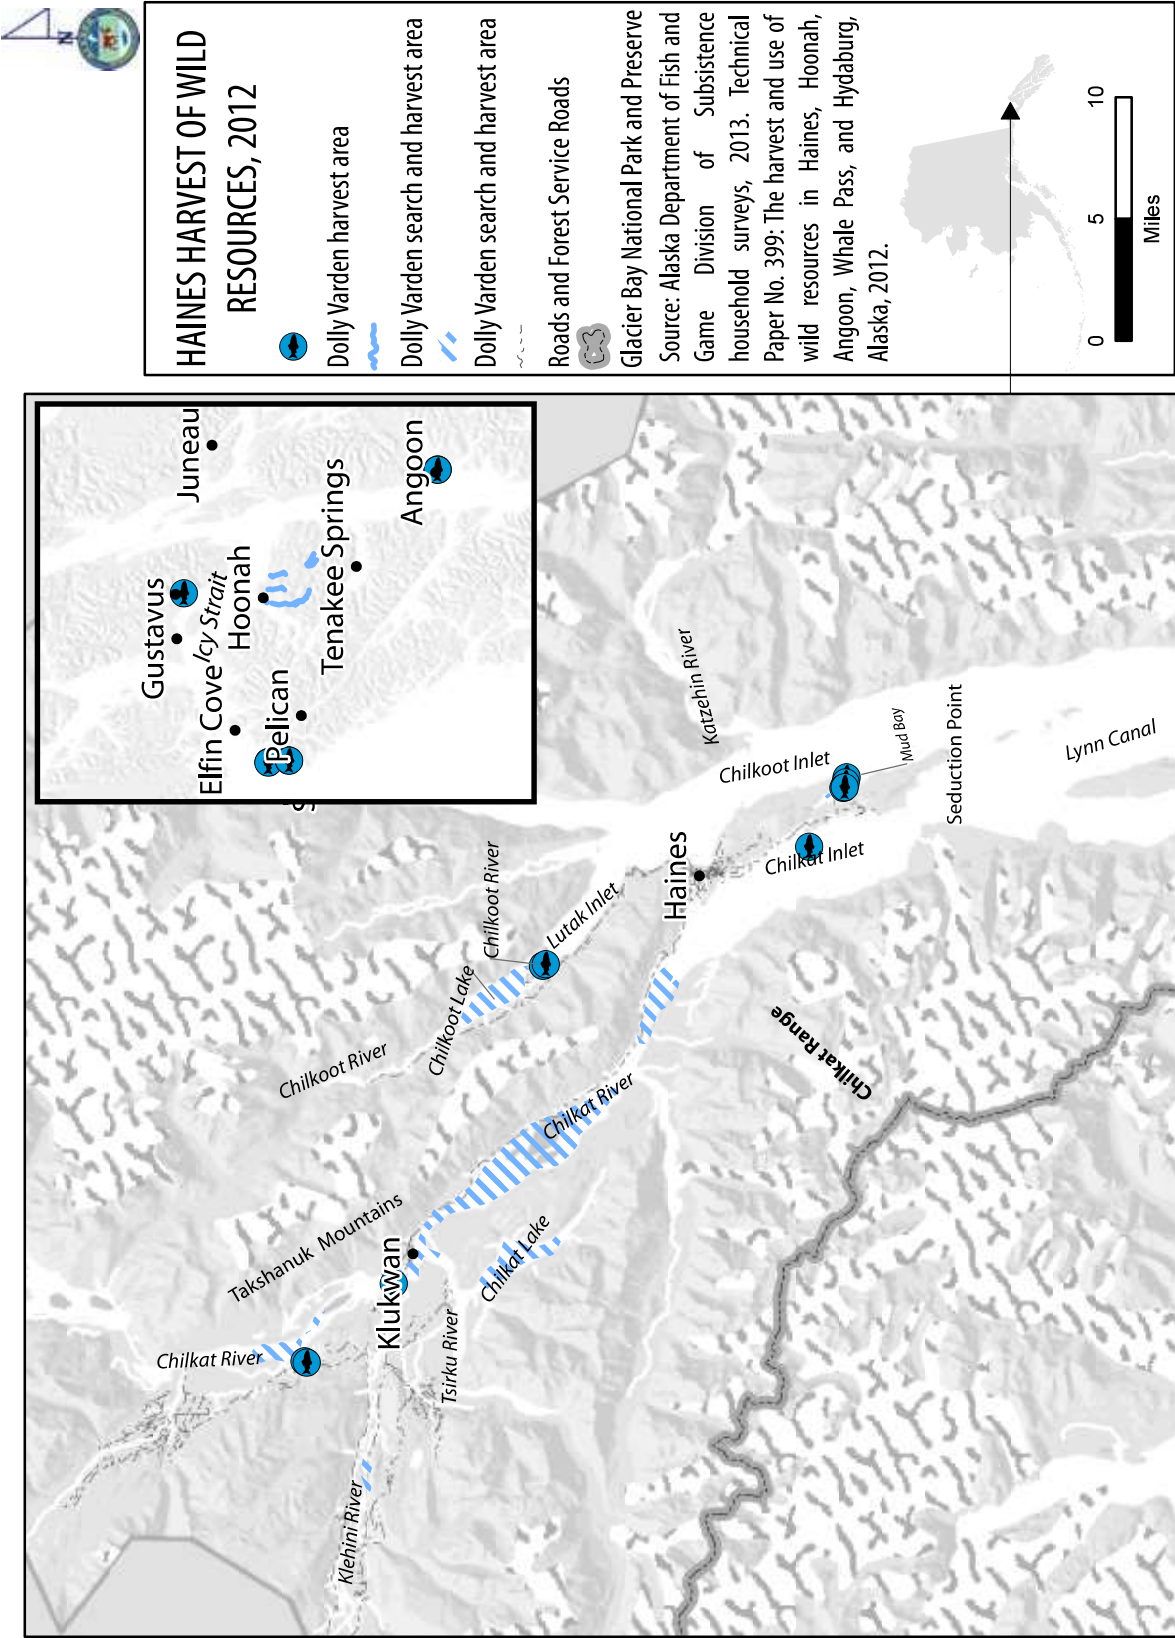 N
HAINES HARVEST OF WILD
RESOURCES, 2012
Dolly Varden harvest area
Dolly Varden search and harvest area
Dolly Varden search and harvest area
Roads and Forest Service Roads
Glacier Bay National Park and Preserve
Source: Alaska Department of Fish and
Game Division of Subsistence
household surveys, 2013. Technical
Paper No. 399: The harvest and use of
wild resources in Haines, Hoonah,
Angoon, Whale Pass, and Hydaburg,
Alaska, 2012.
0
5
10
Miles
Juneau
Gustavus
Icy Strait
Hoonah
Elfin Cove
Pelican
Tenakee Springs
Angoon
Katzehin River
Chilkoot Inlet
Mud Bay
Seduction Point
Lynn Canal
Chilkat Inlet
Haines
Lutak Inlet
Chilkoot River
Chilkoot Lake
Chilkoot River
Chilkat River
Chilkat Range
Takshanuk Mountains
Klukwan
Chilkat Lake
Tsirku River
Chilkat River
Klehini River